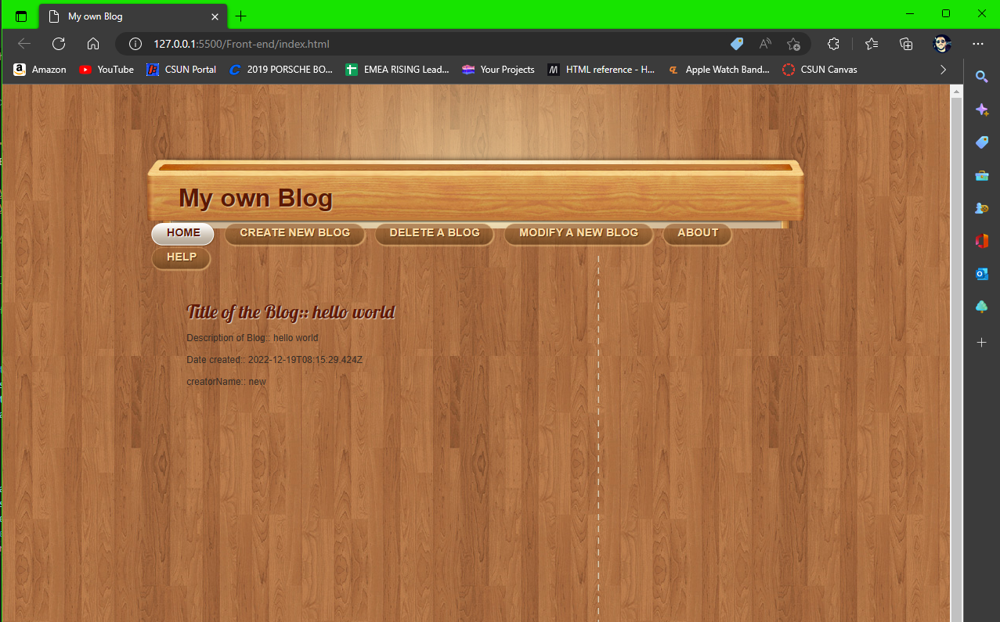 My own Blog
127.0.0.1:5500/Front-end/index.html
Amazon YouTube CSUN Portal 2019 PORSCHE BO... EMEA RISING Lead... Your Projects HTML reference - H... Apple Watch Band... CSUN Canvas
My own Blog
HOME CREATE NEW BLOG DELETE A BLOG MODIFY A NEW BLOG ABOUT
HELP
Title of the Blog:: hello world
Description of Blog:: hello world
Date created:: 2022-12-19T08:15:29.424Z
creatorName:: new